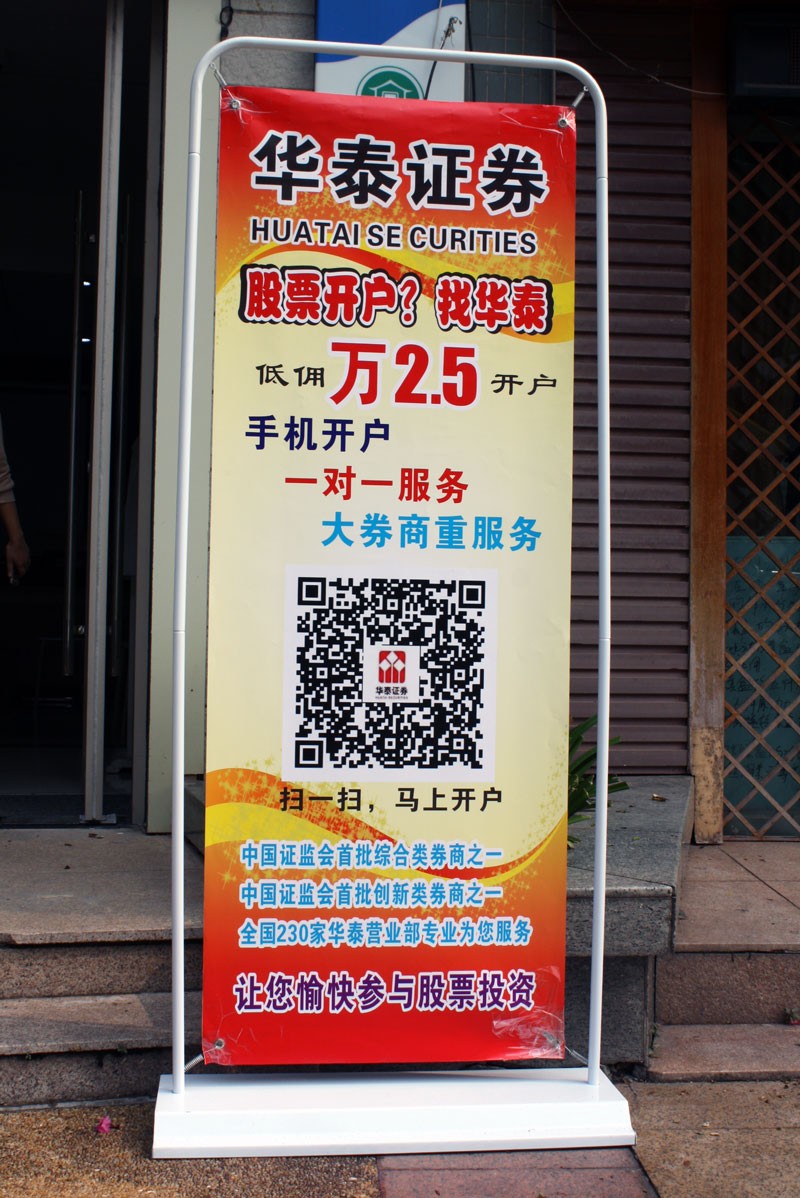 华泰证券
HUATAI SE CURITIES
股票开户？找华泰
低佣万2.5开户
手机开户
一对一服务
大券商重服务
华泰证券
扫一扫，马上开户
中国证监会首批综合类券商之一
中国证监会首批创新类券商之一
全国230家华泰营业部专业为您服务
让您愉快参与股票投资